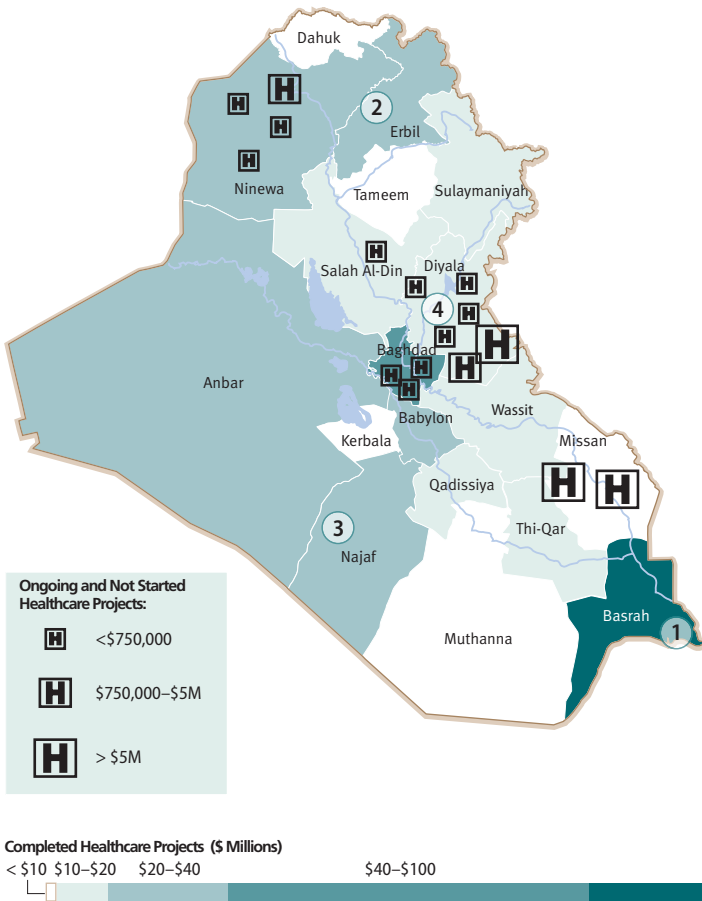 Dahuk
H
H
2
H
Erbil
H
Ninewa
Tameem
Sulaymaniyah
H
Salah Al-Din
Diyala
H
H
4
H
H
H
Baghdad
H
H
H
H
Anbar
Wassit
Babylon
Kerbala
Missan
Qadissiya
H
H
3
Thi-Qar
Najaf
Ongoing and Not Started
Healthcare Projects:
H <$750,000
H $750,000–$5M
H > $5M
Basrah
1
Muthanna
Completed Healthcare Projects ($ Millions)
< $10 $10–$20 $20–$40 $40–$100